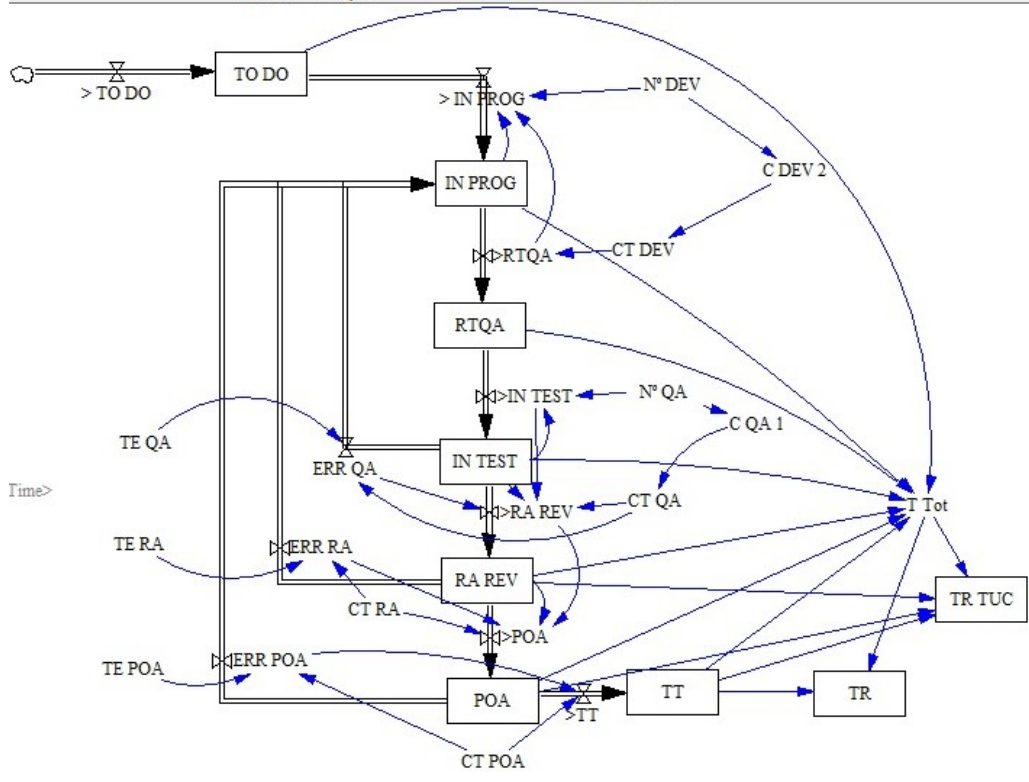 TO DO
> TO DO
Nº DEV
> IN PROG
C DEV 2
IN PROG
>RTQA
CT DEV
RTQA
>IN TEST
Nº QA
C QA 1
TE QA
IN TEST
ERR QA
Time>
CT QA
T Tot
>RA REV
TE RA
ERR RA
RA REV
TR TUC
CT RA
>POA
TE POA
ERR POA
POA
TT
TR
>TT
CT POA